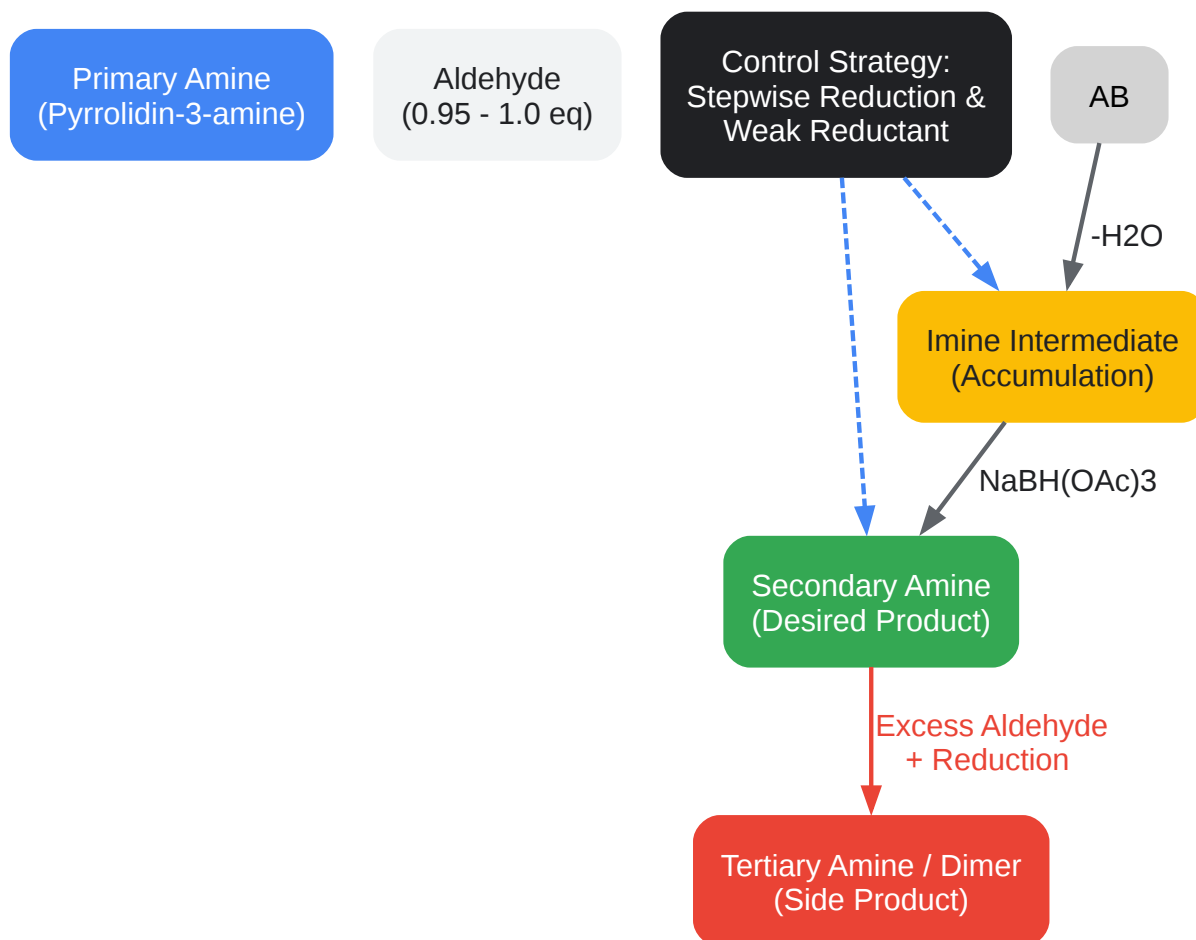 Primary Amine
(Pyrrolidin-3-amine)
Aldehyde
(0.95 - 1.0 eq)
Control Strategy:
Stepwise Reduction &
Weak Reductant
AB
-H2O
Imine Intermediate
(Accumulation)
NaBH(OAc)3
Secondary Amine
(Desired Product)
Excess Aldehyde
+ Reduction
Tertiary Amine / Dimer
(Side Product)